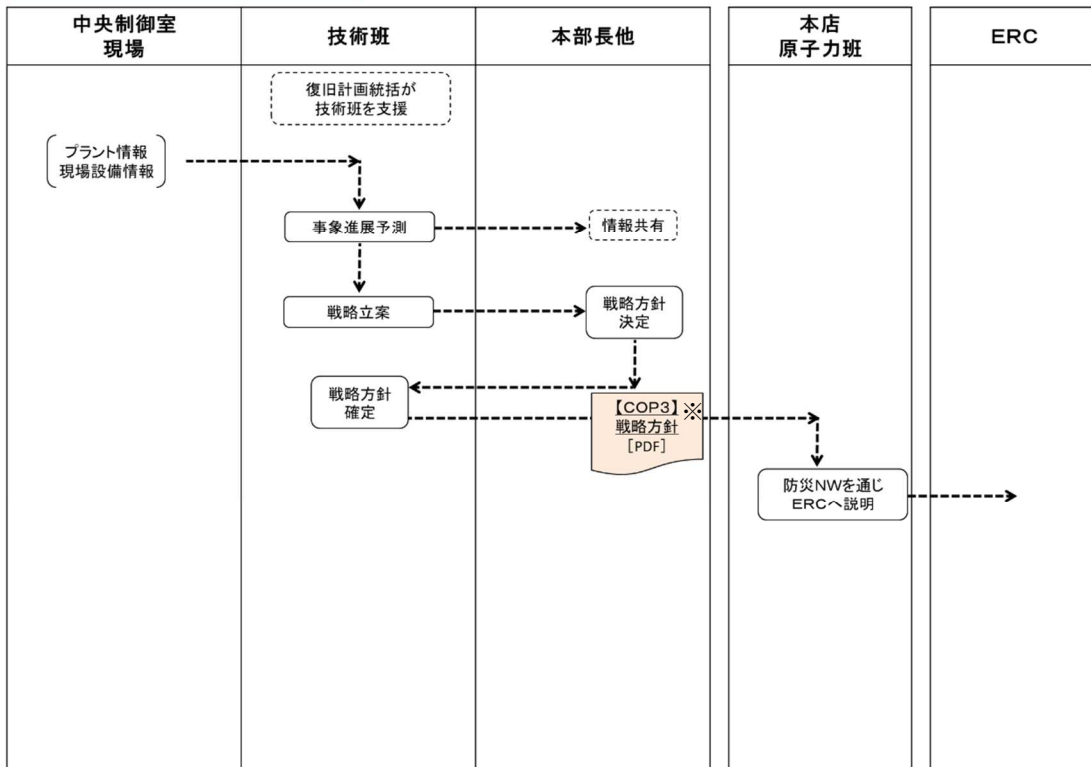 中央制御室
現場
技術班
本部長他
本店
原子力班
ERC
復旧計画統括が
技術班を支援
プラント情報
現場設備情報
事象進展予測
情報共有
戦略立案
戦略方針
決定
戦略方針
確定
【COP3】※
戦略方針
[PDF]
防災NWを通じ
ERCへ説明